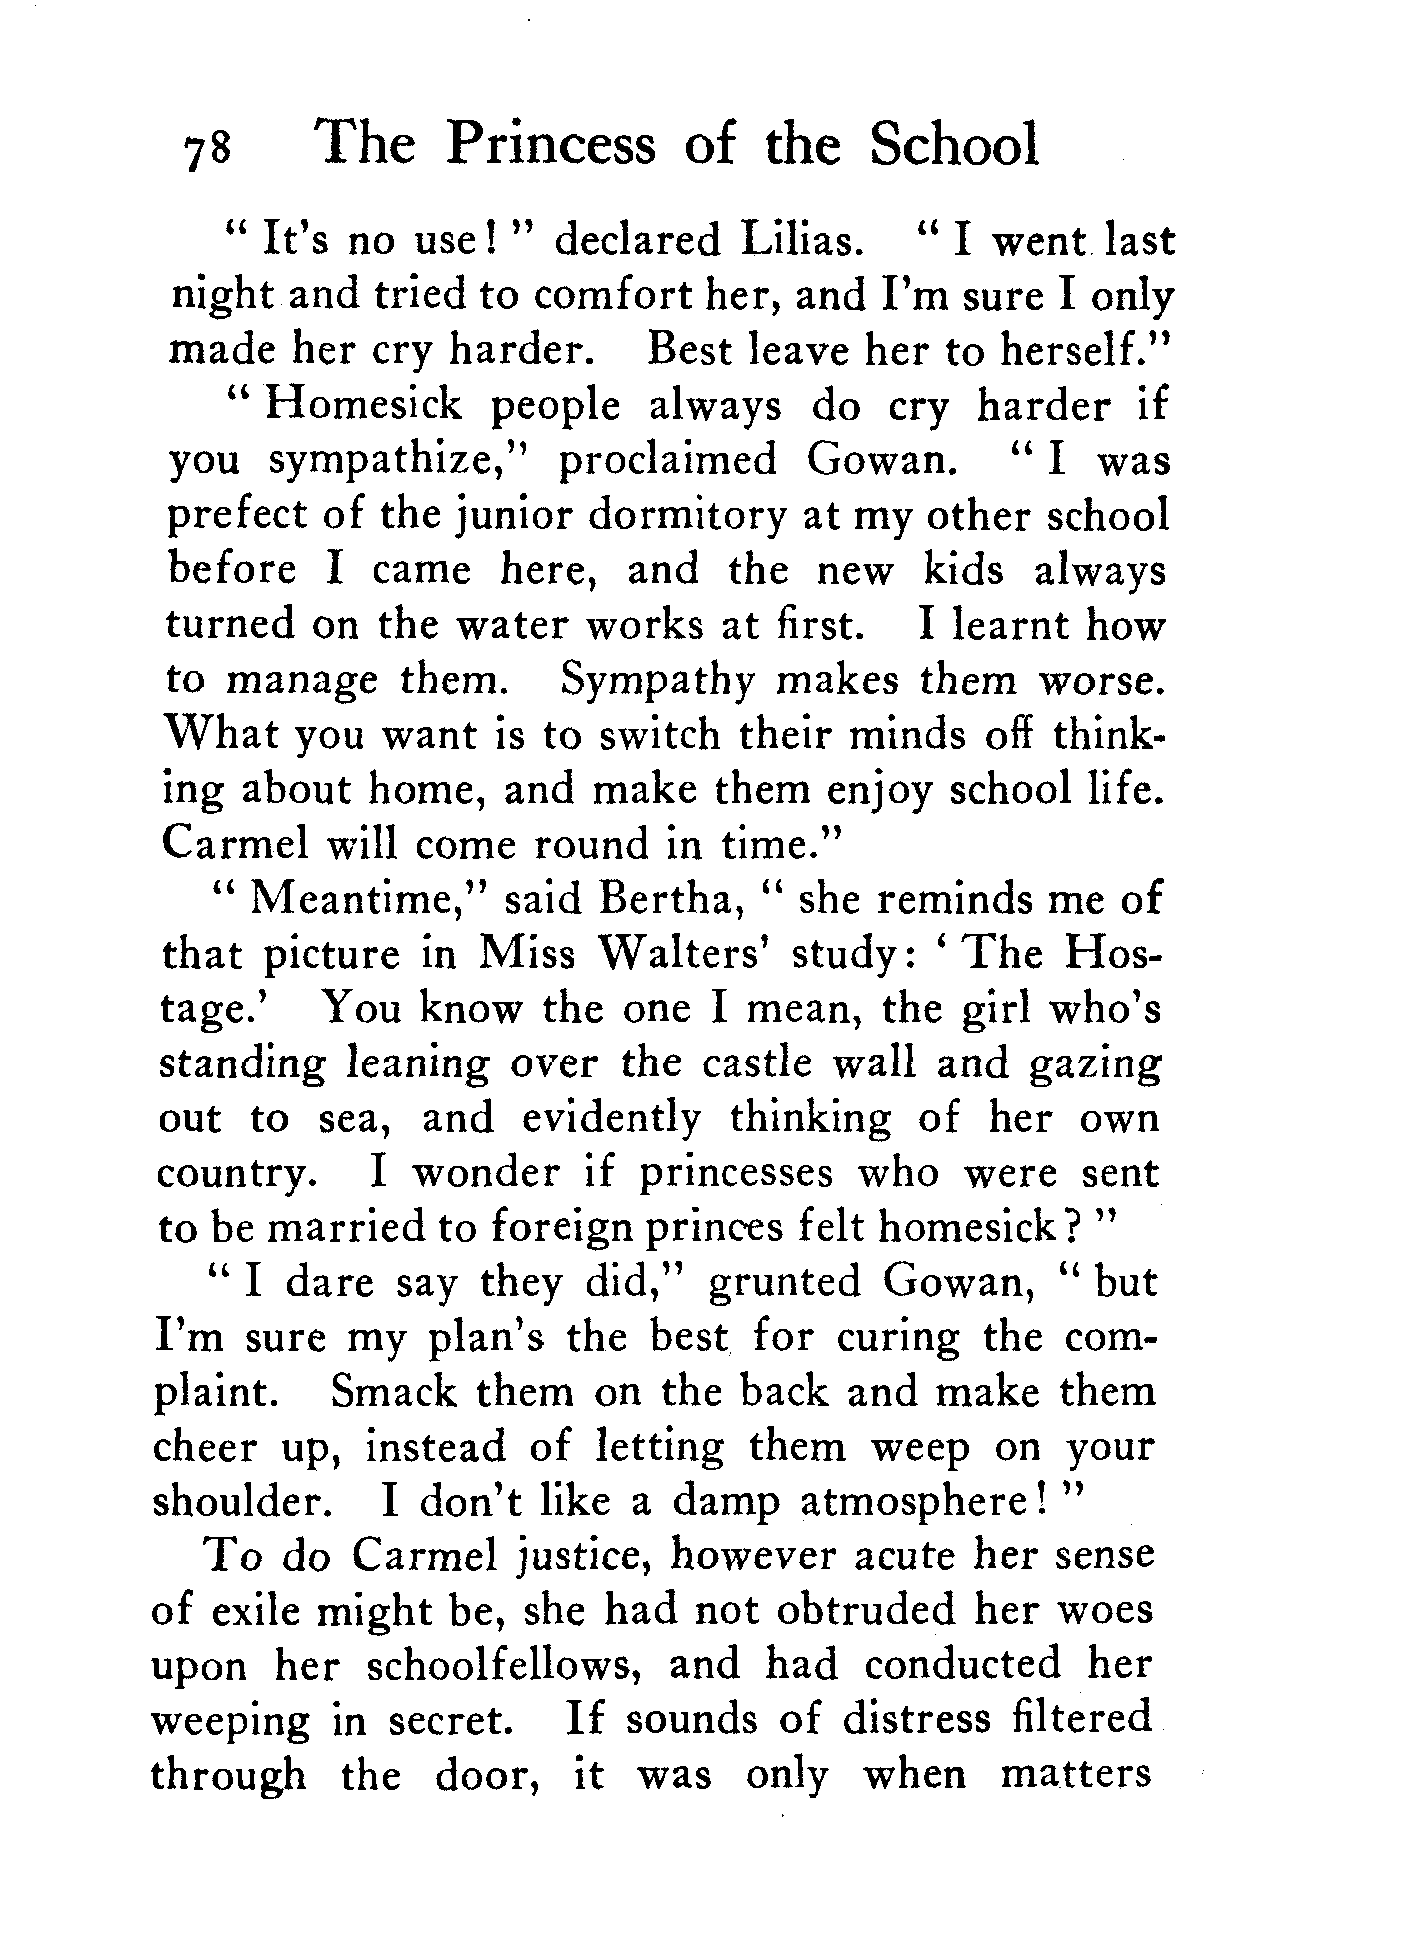 78 The Princess of the School
“ It's no use! ” declared Lilias. “ I went last
night and tried to comfort her, and I'm sure I only
made her cry harder. Best leave her to herself.”
“ Homesick people always do cry harder if
you sympathize,” proclaimed Gowan. “ I was
prefect of the junior dormitory at my other school
before I came here, and the new kids always
turned on the water works at first. I learnt how
to manage them. Sympathy makes them worse.
What you want is to switch their minds off think-
ing about home, and make them enjoy school life.
Carmel will come round in time.”
“ Meantime,” said Bertha, “ she reminds me of
that picture in Miss Walters' study: ‘ The Hos-
tage.’ You know the one I mean, the girl who's
standing leaning over the castle wall and gazing
out to sea, and evidently thinking of her own
country. I wonder if princesses who were sent
to be married to foreign princes felt homesick? ”
“ I dare say they did,” grunted Gowan, “ but
I'm sure my plan's the best for curing the com-
plaint. Smack them on the back and make them
cheer up, instead of letting them weep on your
shoulder. I don't like a damp atmosphere! ”
To do Carmel justice, however acute her sense
of exile might be, she had not obtruded her woes
upon her schoolfellows, and had conducted her
weeping in secret. If sounds of distress filtered
through the door, it was only when matters